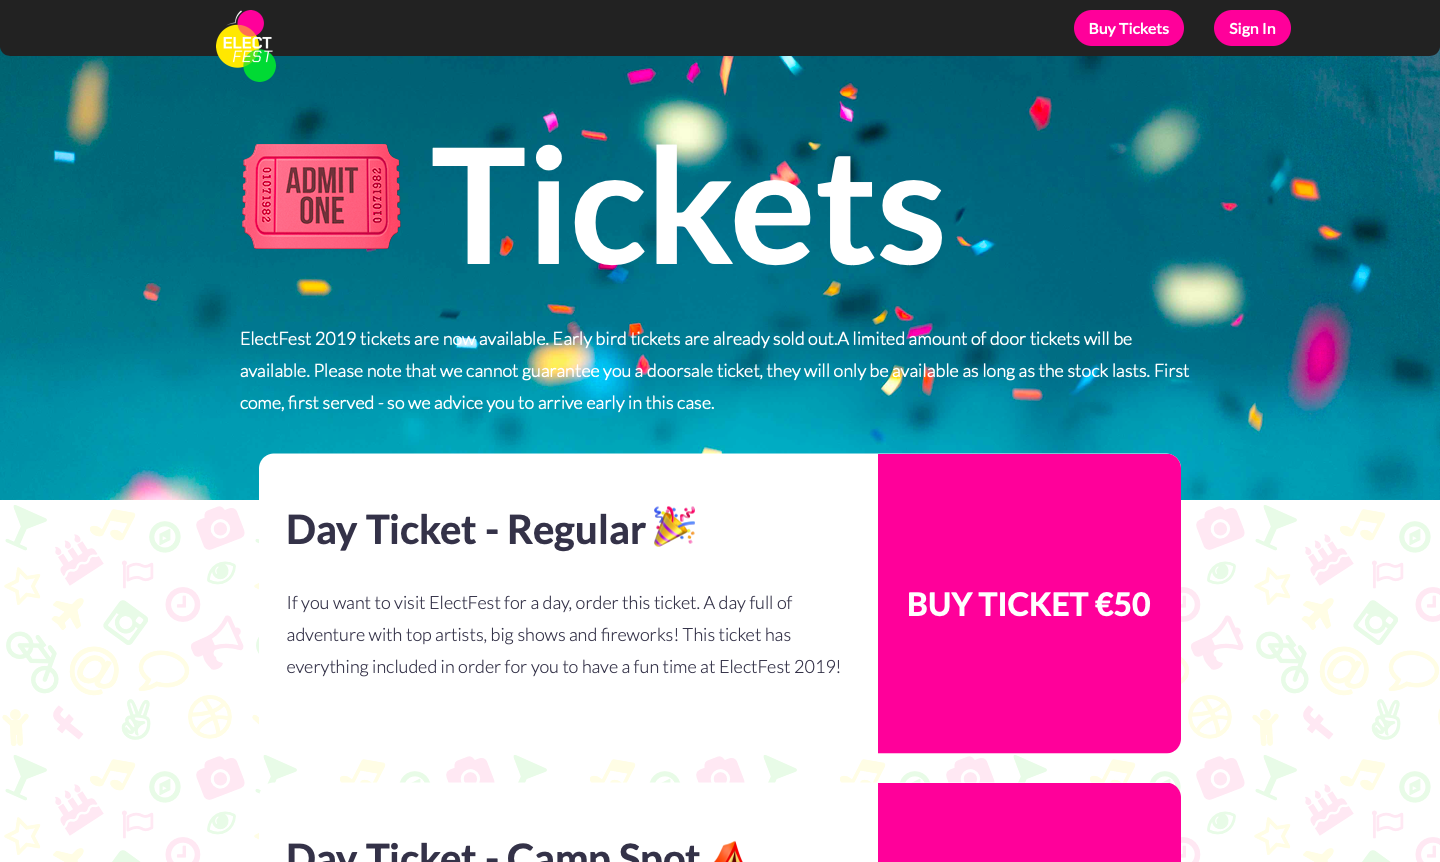 ELECT
FEST
Buy Tickets
Sign In
ADMIT
ONE
01071982
01071982
Tickets
ElectFest 2019 tickets are now available. Early bird tickets are already sold out.A limited amount of door tickets will be
available. Please note that we cannot guarantee you a doorsale ticket, they will only be available as long as the stock lasts. First
come, first served - so we advice you to arrive early in this case.
Day Ticket - Regular 🎉
If you want to visit ElectFest for a day, order this ticket. A day full of
adventure with top artists, big shows and fireworks! This ticket has
everything included in order for you to have a fun time at ElectFest 2019!
BUY TICKET €50
Day Ticket - Camp Spot ⛺